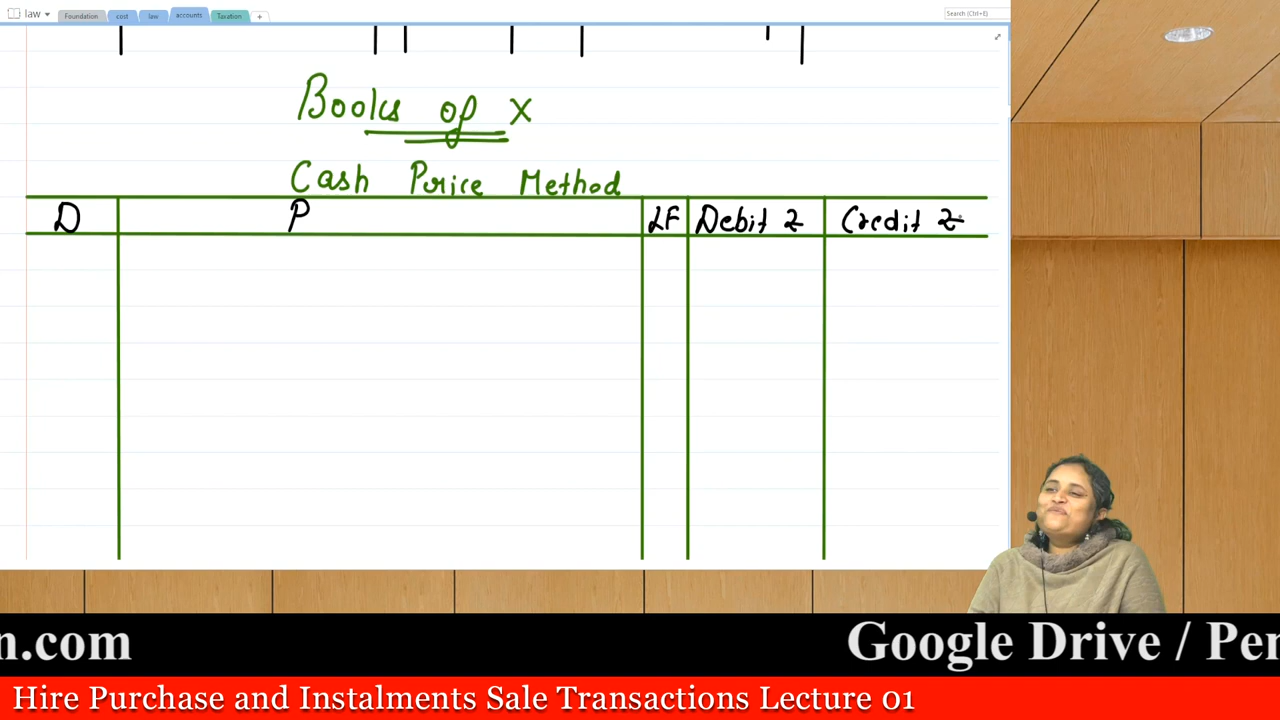 law Foundation cost law accounts Taxation + Search (Ctrl+E)
Books of X
Cash Price Method
D P LF Debit ₹ Credit ₹
n.com Google Drive / Pen
Hire Purchase and Instalments Sale Transactions Lecture 01